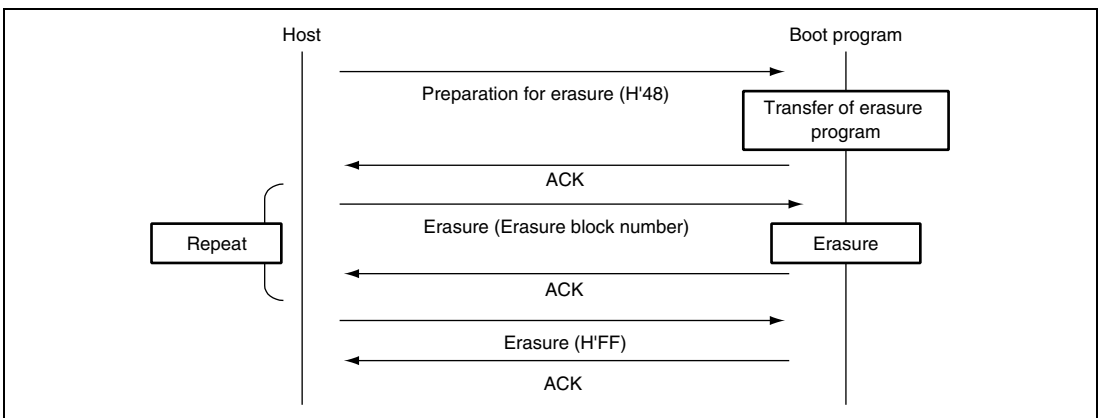 Host
Boot program
Preparation for erasure (H'48)
Transfer of erasure
program
ACK
Erasure (Erasure block number)
Repeat
Erasure
ACK
Erasure (H'FF)
ACK